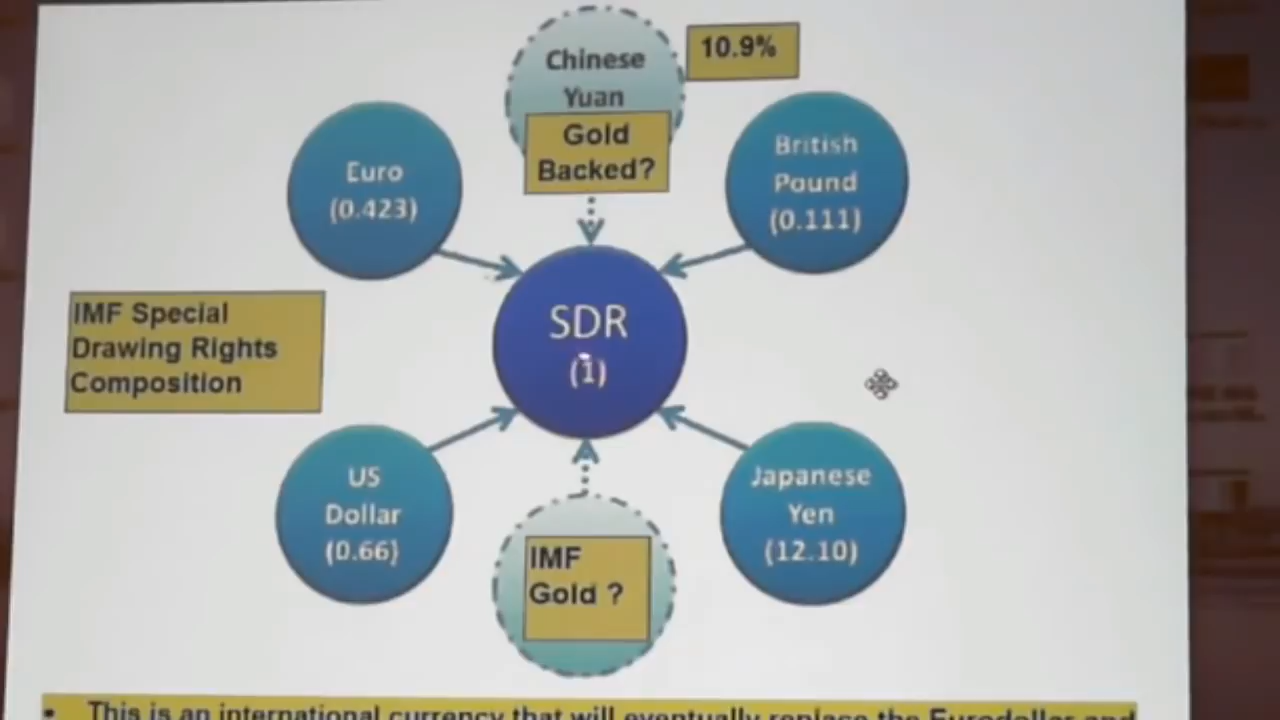 Chinese
Yuan
10.9%
Gold
Backed?
Euro
(0.423)
British
Pound
(0.111)
IMF Special
Drawing Rights
Composition
SDR
(1)
US
Dollar
(0.66)
Japanese
Yen
(12.10)
IMF
Gold ?
• This is an international currency that will eventually replace the Eurodollar and